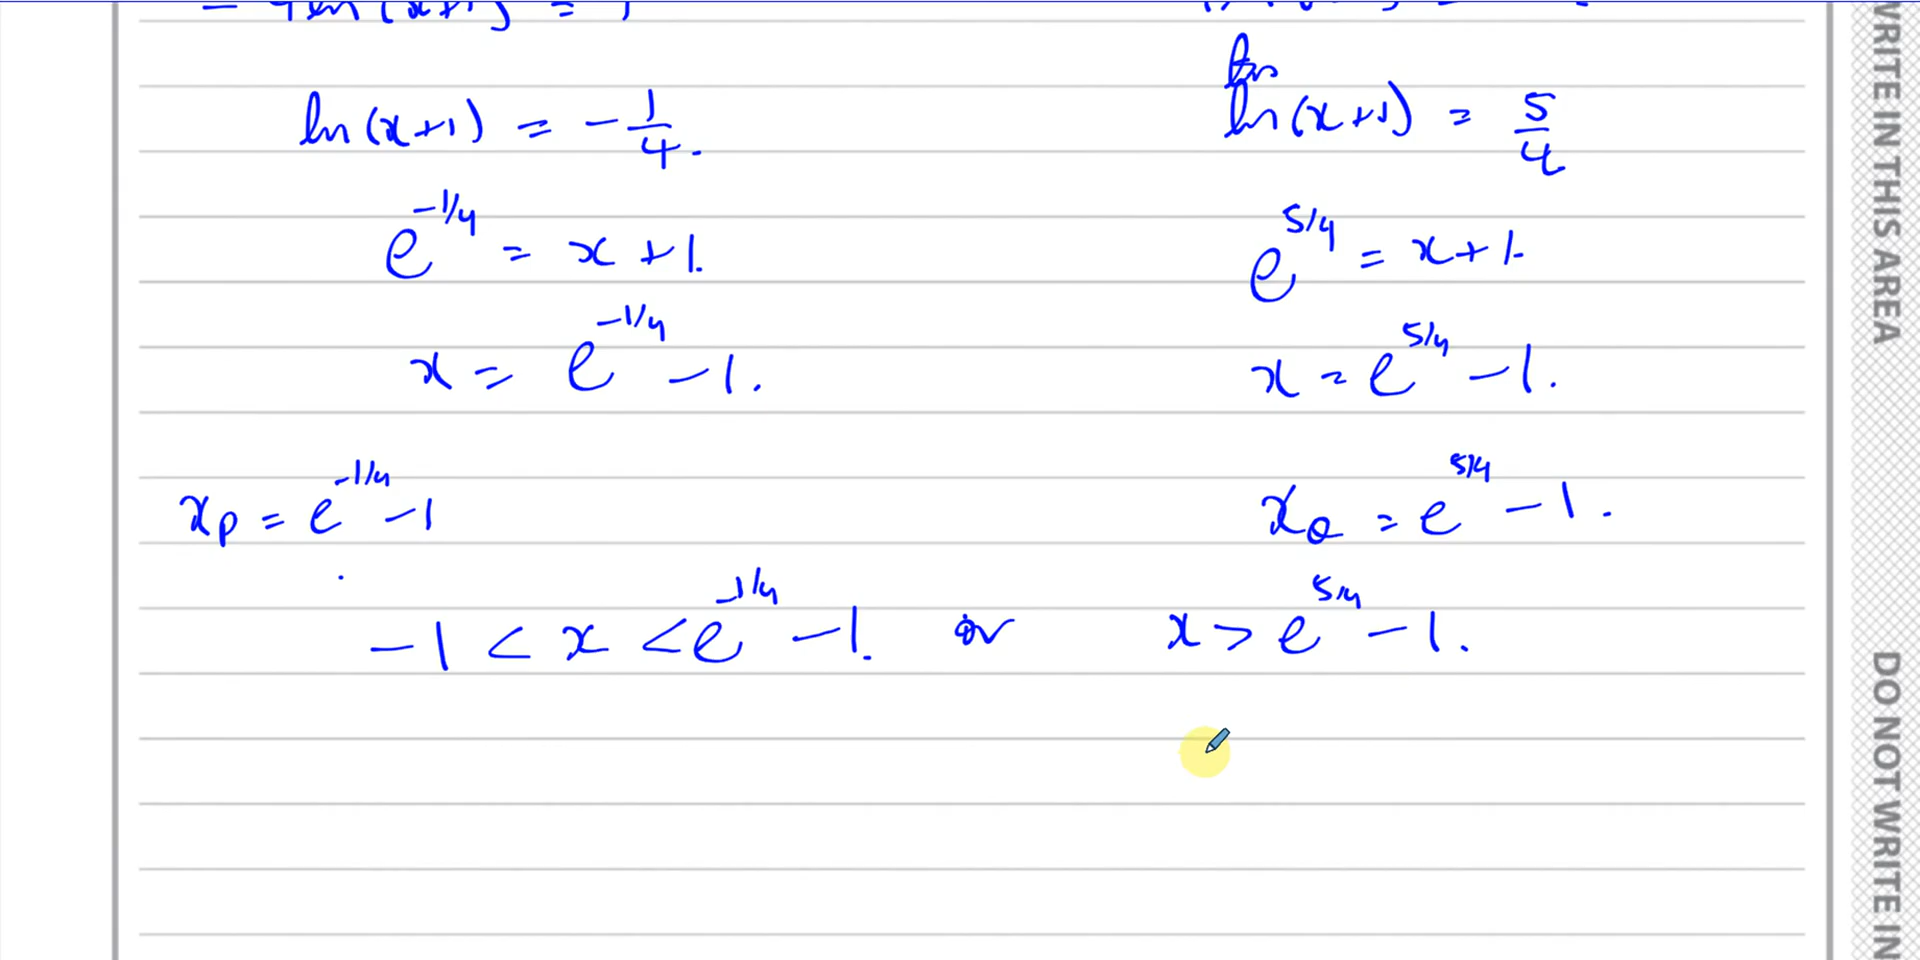 ln(x+1) = -1/4.
ln(x+1) = 5/4
e^{-1/4} = x+1.
e^{5/4} = x+1.
x = e^{-1/4} - 1.
x = e^{5/4} - 1.
x_P = e^{-1/4} - 1
x_Q = e^{5/4} - 1.
-1 < x < e^{-1/4} - 1. or x > e^{5/4} - 1.
WRITE IN THIS AREA
DO NOT WRITE IN